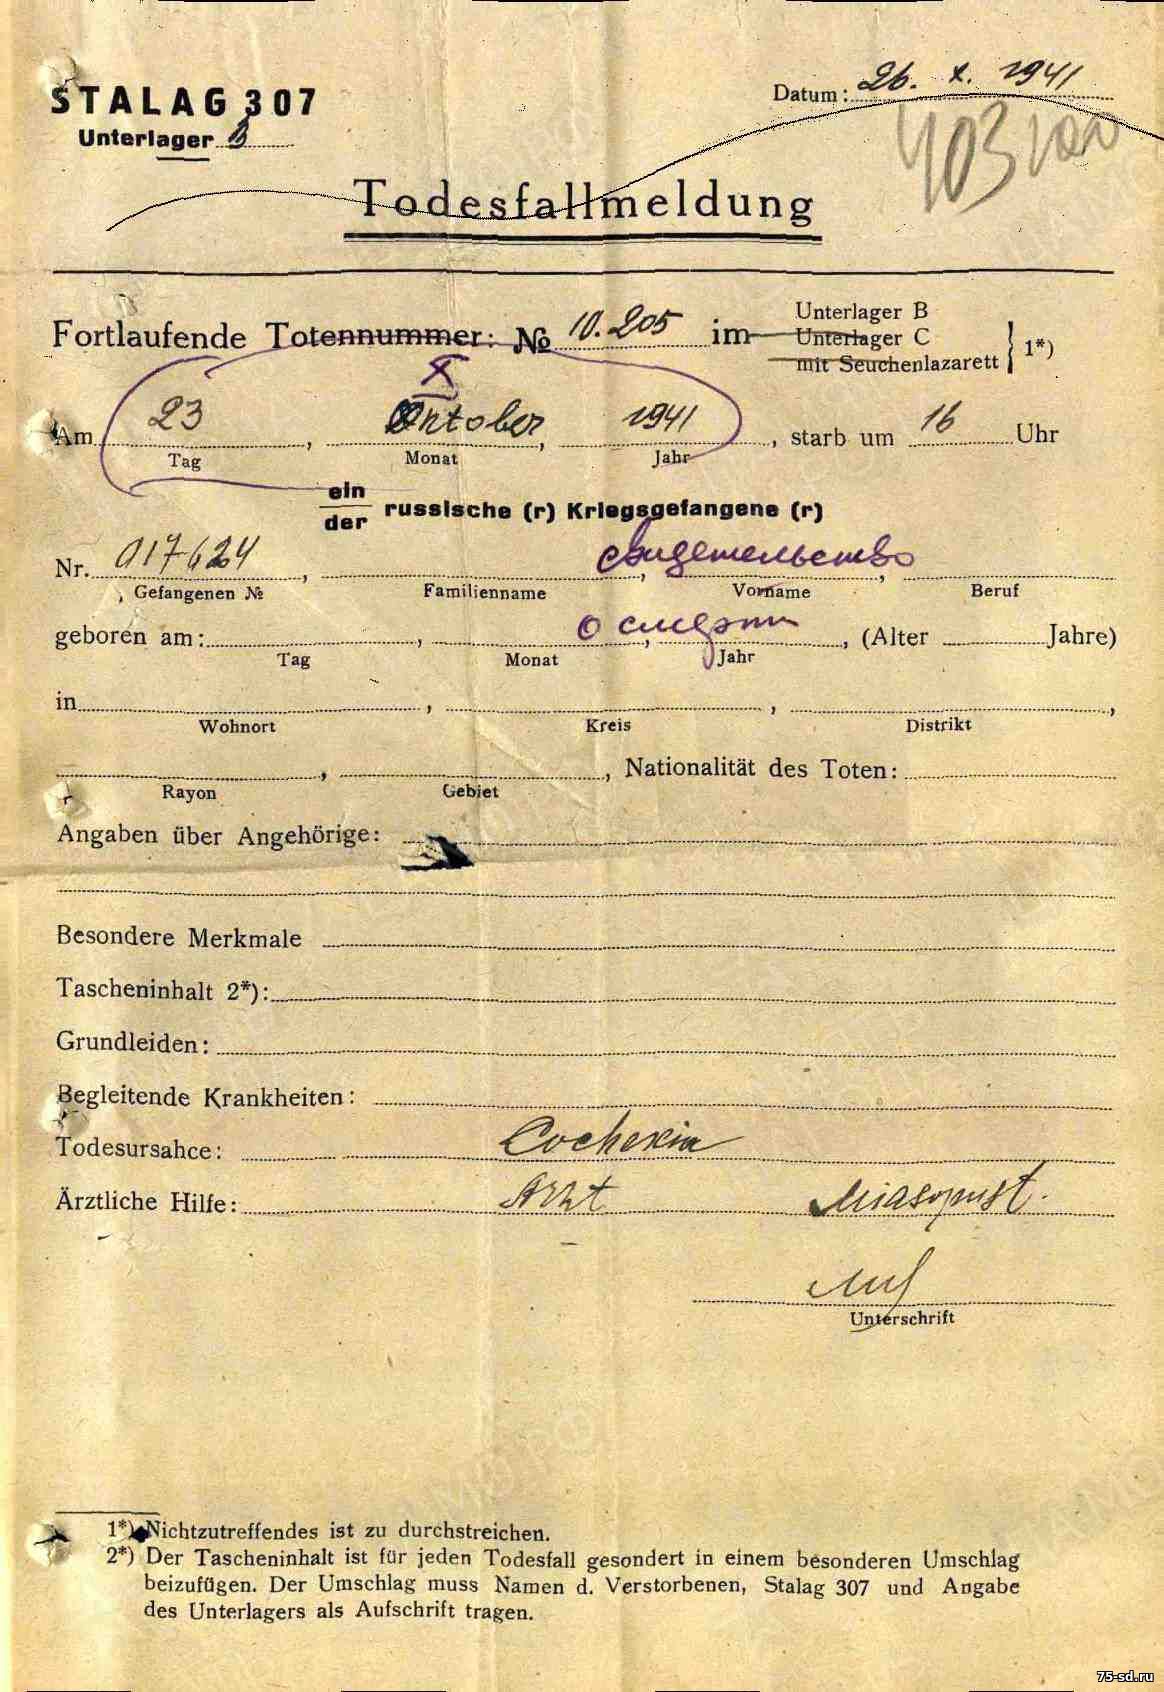 STALAG 307
Datum: 26. X. 1941
Unterlager B
Todesfallmeldung
Unterlager B
Fortlaufende Totennummer: № 10.205 im Unterlager C 1*)
mit Seuchenlazarett
X
Am 23 Oktober 1941, starb um 16 Uhr
Tag Monat Jahr
ein
der russische (r) Kriegsgefangene (r)
Nr. 017624, свидетельство
Gefangenen № Familienname Vorname Beruf
geboren am: о смерти, (Alter Jahre)
Tag Monat Jahr
in
Wohnort Kreis Distrikt
Nationalität des Toten:
Rayon Gebiet
Angaben über Angehörige:
Besondere Merkmale
Tascheninhalt 2*):
Grundleiden:
Begleitende Krankheiten:
Todesursahce: Cochexia
Ärztliche Hilfe: Arzt
Unterschrift
1*) Nichtzutreffendes ist zu durchstreichen.
2*) Der Tascheninhalt ist für jeden Todesfall gesondert in einem besonderen Umschlag
beizufügen. Der Umschlag muss Namen d. Verstorbenen, Stalag 307 und Angabe
des Unterlagers als Aufschrift tragen.
75-sd.ru